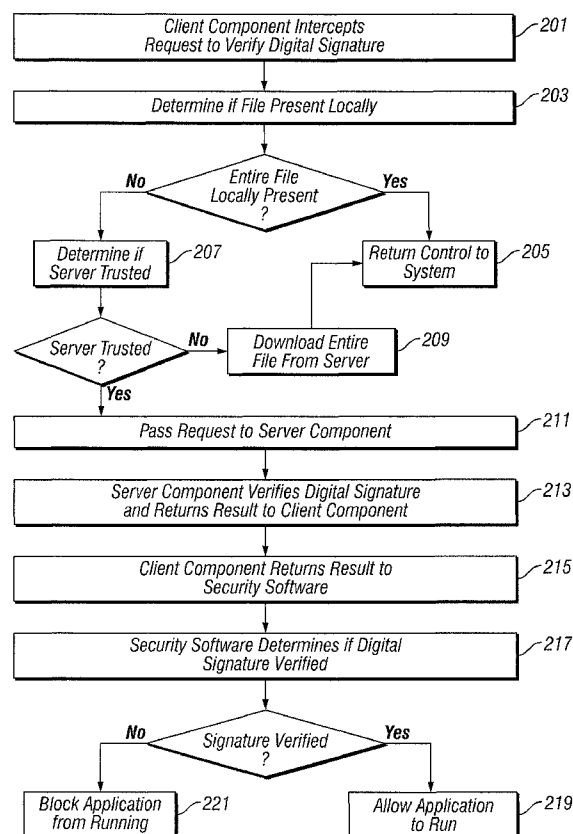 Client Component Intercepts
Request to Verify Digital Signature
201
Determine if File Present Locally
203
Entire File
Locally Present
?
No
Yes
Determine if
Server Trusted
207
Return Control to
System
205
Server Trusted
?
No
Yes
Download Entire
File From Server
209
Pass Request to Server Component
211
Server Component Verifies Digital Signature
and Returns Result to Client Component
213
Client Component Returns Result to
Security Software
215
Security Software Determines if Digital
Signature Verified
217
Signature Verified
?
No
Yes
Block Application
from Running
221
Allow Application
to Run
219